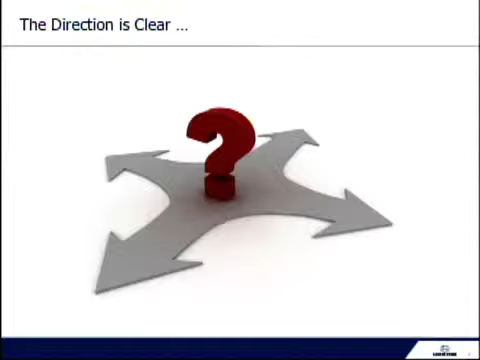 The Direction is Clear ...